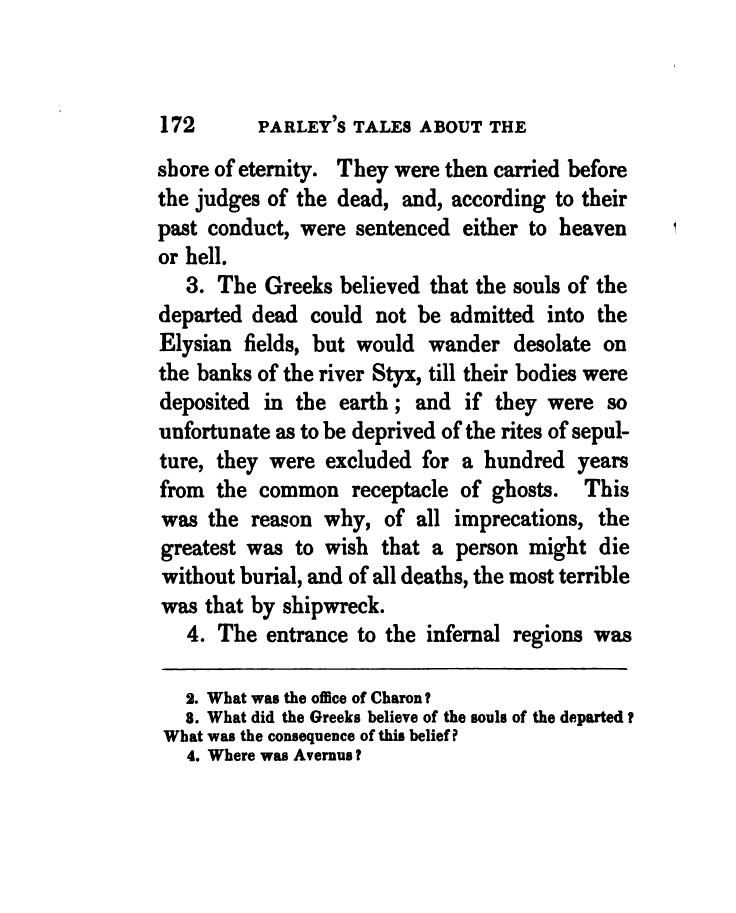 172 PARLEY'S TALES ABOUT THE
shore of eternity. They were then carried before
the judges of the dead, and, according to their
past conduct, were sentenced either to heaven
or hell.
3. The Greeks believed that the souls of the
departed dead could not be admitted into the
Elysian fields, but would wander desolate on
the banks of the river Styx, till their bodies were
deposited in the earth ; and if they were so
unfortunate as to be deprived of the rites of sepul-
ture, they were excluded for a hundred years
from the common receptacle of ghosts. This
was the reason why, of all imprecations, the
greatest was to wish that a person might die
without burial, and of all deaths, the most terrible
was that by shipwreck.
4. The entrance to the infernal regions was
2. What was the office of Charon?
3. What did the Greeks believe of the souls of the departed?
What was the consequence of this belief?
4. Where was Avernus?